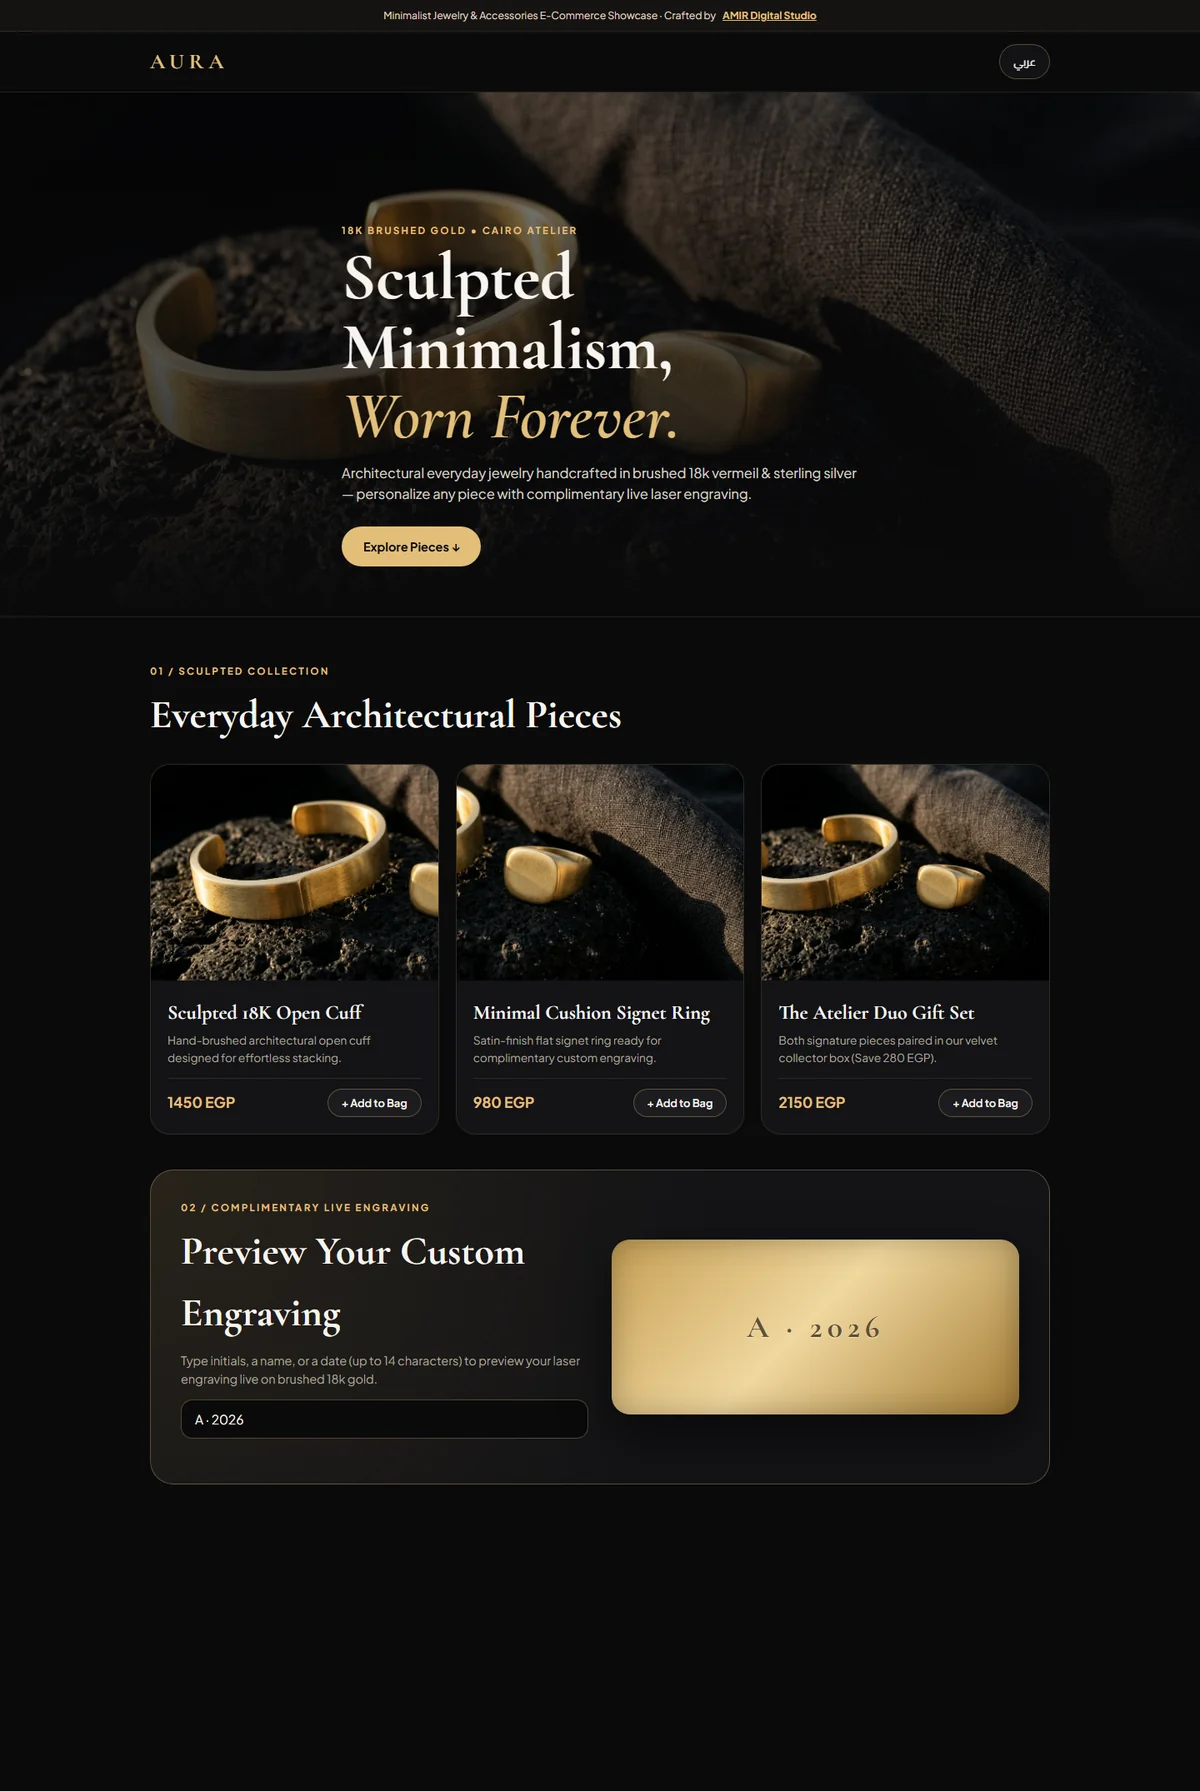 Minimalist Jewelry & Accessories E-Commerce Showcase · Crafted by AMIR Digital Studio
AURA
عربي
18K BRUSHED GOLD • CAIRO ATELIER
Sculpted
Minimalism,
Worn Forever.
Architectural everyday jewelry handcrafted in brushed 18k vermeil & sterling silver
— personalize any piece with complimentary live laser engraving.
Explore Pieces ↓
01 / SCULPTED COLLECTION
Everyday Architectural Pieces
Sculpted 18K Open Cuff
Hand-brushed architectural open cuff
designed for effortless stacking.
1450 EGP
+ Add to Bag
Minimal Cushion Signet Ring
Satin-finish flat signet ring ready for
complimentary custom engraving.
980 EGP
+ Add to Bag
The Atelier Duo Gift Set
Both signature pieces paired in our velvet
collector box (Save 280 EGP).
2150 EGP
+ Add to Bag
02 / COMPLIMENTARY LIVE ENGRAVING
Preview Your Custom
Engraving
Type initials, a name, or a date (up to 14 characters) to preview your laser
engraving live on brushed 18k gold.
A · 2026
A · 2026